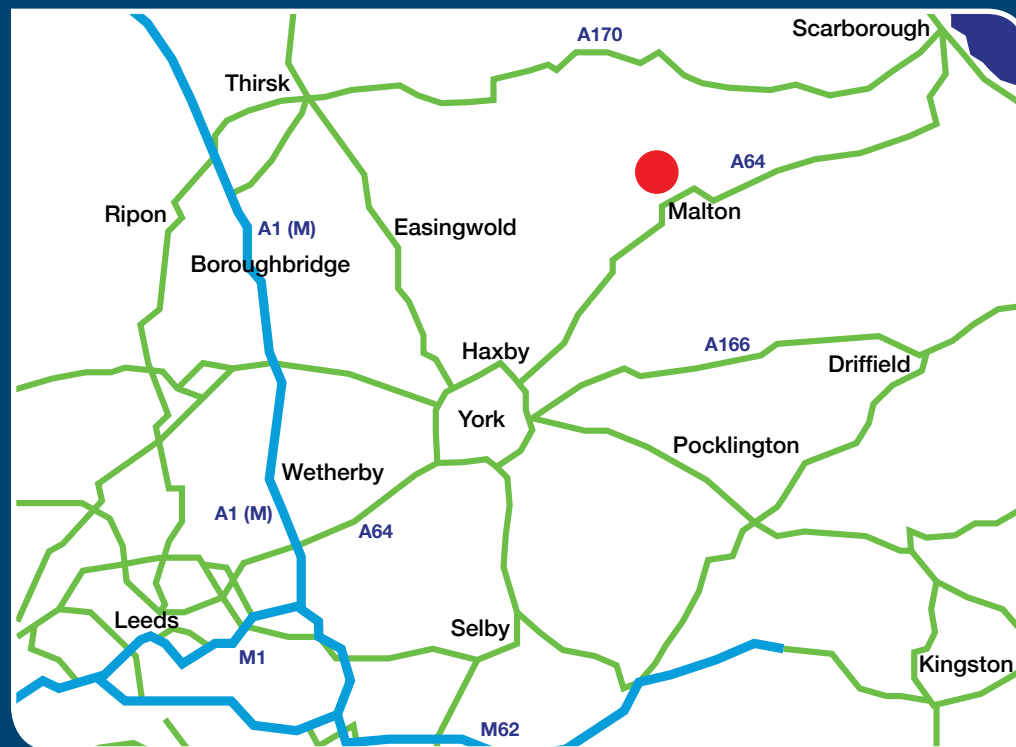 Scarborough
A170
Thirsk
A64
Malton
Ripon
A1 (M)
Easingwold
Boroughbridge
A166
Haxby
Driffield
York
Pocklington
Wetherby
A1 (M)
A64
Leeds
Selby
M1
Kingston
M62